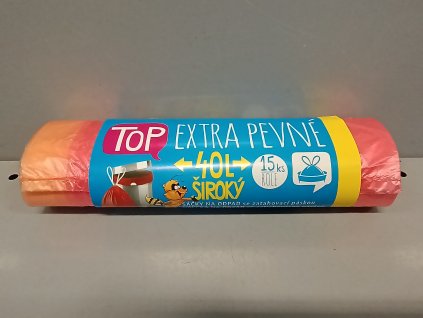 TOP
EXTRA PEVNÉ
40L
ŠIROKÝ
15 ks
ROLE
SÁČKY NA ODPAD se zatahovací páskou